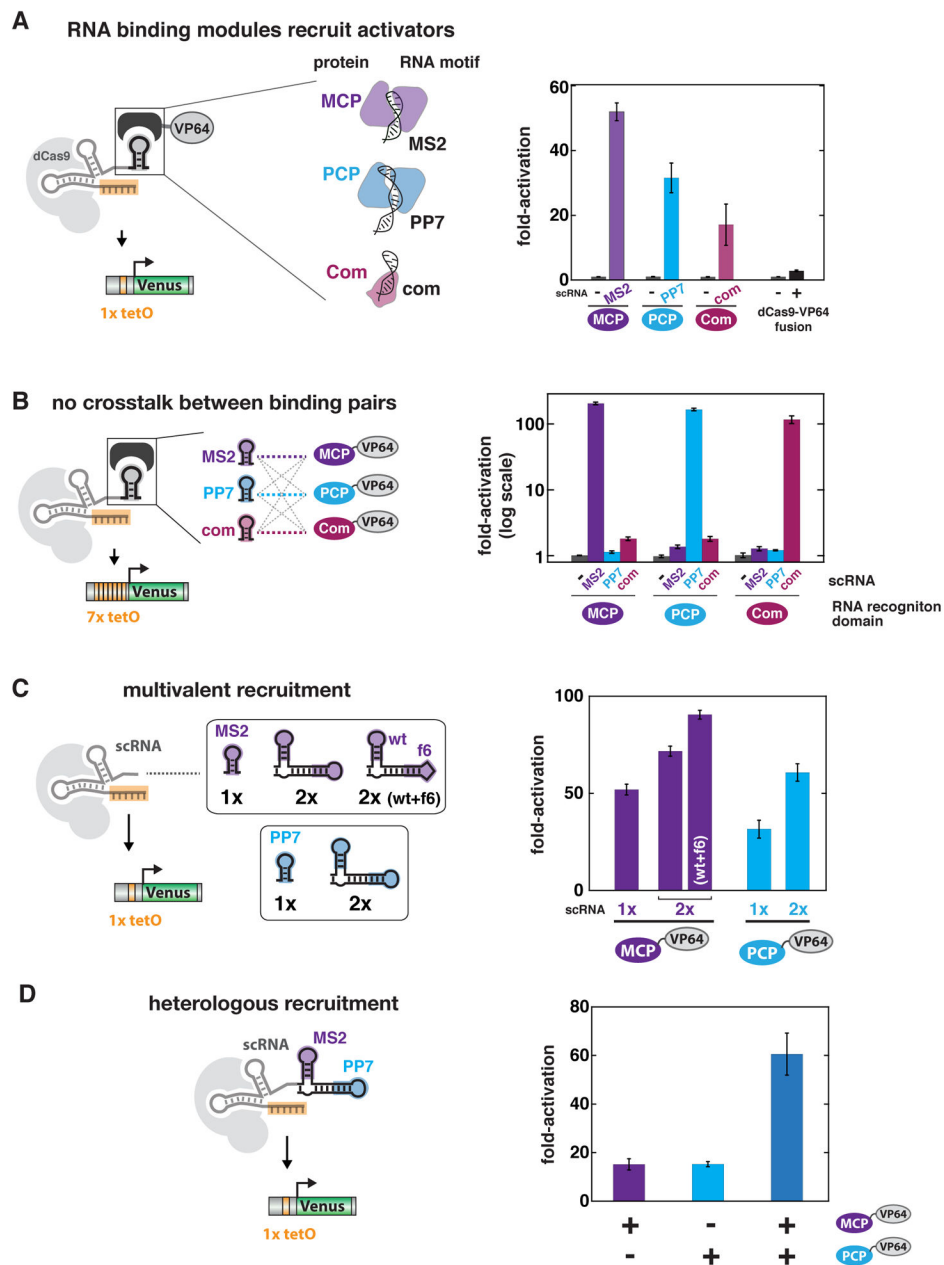 A
RNA binding modules recruit activators
protein RNA motif
dCas9
VP64
MCP
MS2
PCP
PP7
Com
com
Venus
1x tetO
fold-activation
60
40
20
0
scRNA - MS2 - PP7 - com - +
MCP PCP Com dCas9-VP64
fusion
B
no crosstalk between binding pairs
MS2 MCP VP64
PP7 PCP VP64
com Com VP64
Venus
7x tetO
fold-activation
(log scale)
100
10
1
- MS2 PP7 com - MS2 PP7 com - MS2 PP7 com scRNA
MCP PCP Com RNA recogniton
domain
C
multivalent recruitment
scRNA
MS2
wt
f6
1x 2x 2x (wt+f6)
PP7
1x 2x
Venus
1x tetO
fold-activation
100
50
0
(wt+f6)
scRNA 1x 2x 1x 2x
MCP VP64 PCP VP64
D
heterologous recruitment
scRNA
MS2
PP7
Venus
1x tetO
fold-activation
80
60
40
20
0
+ - + MCP VP64
- + + PCP VP64